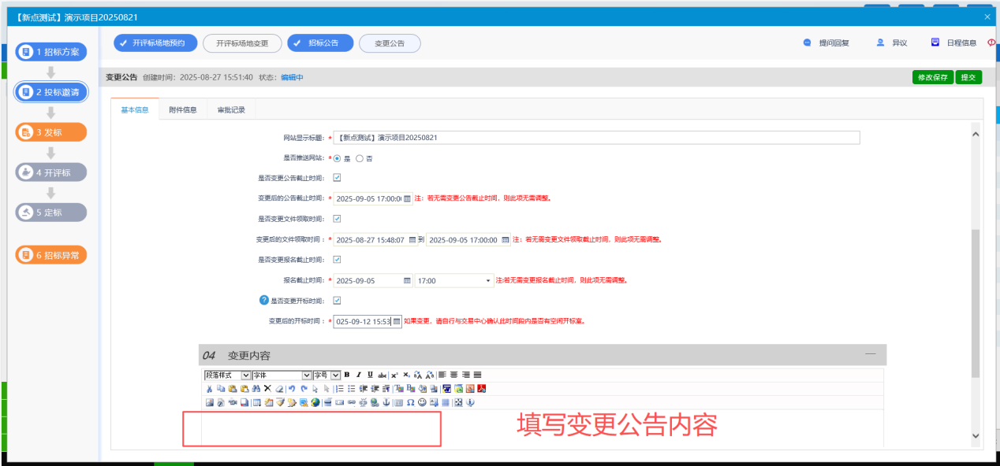 【新点测试】演示项目20250821
1 招标方案
2 投标邀请
3 发标
4 开评标
5 定标
6 招标异常
开评标场地预约 开评标场地变更 招标公告 变更公告
提问回复 异议 日程信息
变更公告 创建时间：2025-08-27 15:51:40 状态：编辑中
修改保存 提交
基本信息 附件信息 审批记录
网站显示标题：* 【新点测试】演示项目20250821
是否推送网站：* 是 否
是否变更公告截止时间：
变更后的公告截止时间：* 2025-09-05 17:00:0 注：若无需变更公告截止时间，则此项无需调整。
是否变更文件领取时间：
变更后的文件领取时间：* 2025-08-27 15:48:07 到 2025-09-05 17:00:00 注：若无需变更文件领取截止时间，则此项无需调整。
是否变更报名截止时间：
报名截止时间：* 2025-09-05 17:00 注:若无需变更报名截止时间，则此项无需调整。
? 是否变更开标时间：
变更后的开标时间：* 025-09-12 15:53 如果变更，请自行与交易中心确认此时间段内是否有空闲开标室。
04 变更内容
段落样式 字体 字号 B I U abc
填写变更公告内容